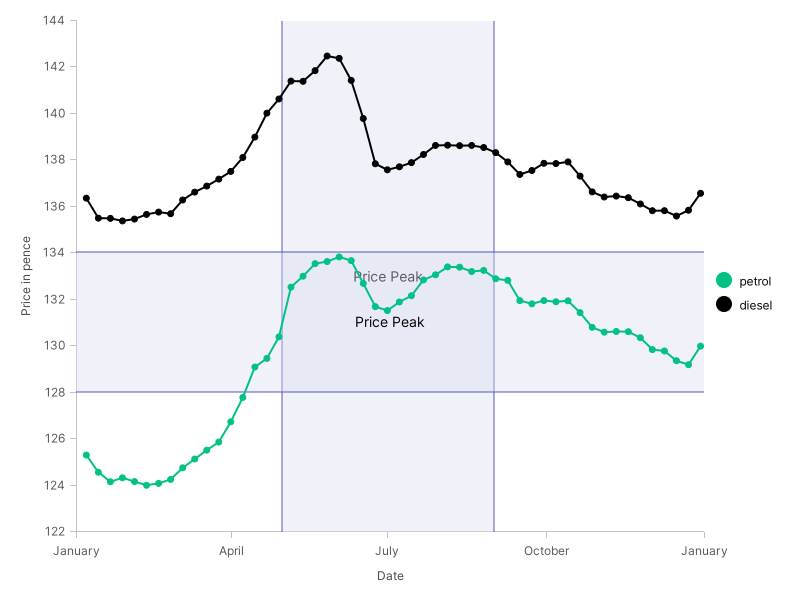 144
142
140
138
136
134
132
130
128
126
124
122
Price in pence
Price Peak
Price Peak
petrol
diesel
January
April
July
October
January
Date